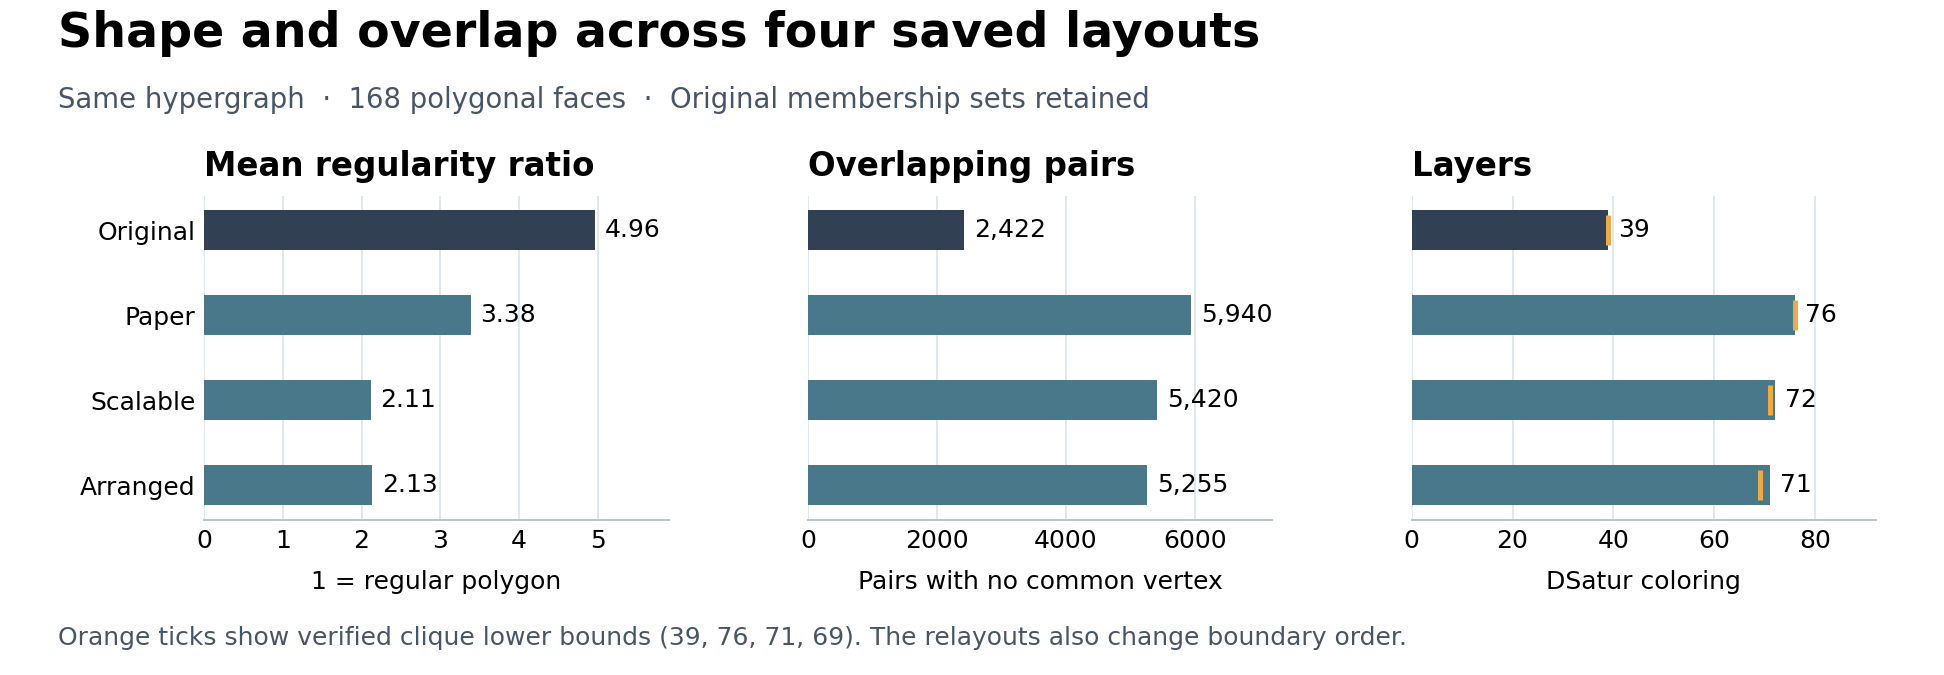 Shape and overlap across four saved layouts
Same hypergraph · 168 polygonal faces · Original membership sets retained
Mean regularity ratio
Original
4.96
Paper
3.38
Scalable
2.11
Arranged
2.13
0 1 2 3 4 5
1 = regular polygon
Overlapping pairs
2,422
5,940
5,420
5,255
0 2000 4000 6000
Pairs with no common vertex
Layers
39
76
72
71
0 20 40 60 80
DSatur coloring
Orange ticks show verified clique lower bounds (39, 76, 71, 69). The relayouts also change boundary order.